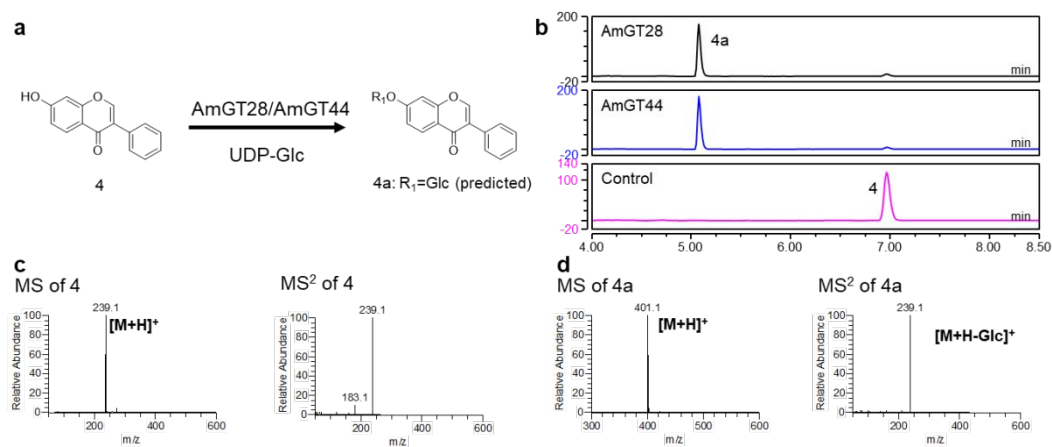 a
HO
O
O
4
AmGT28/AmGT44
UDP-Glc
R₁
O
O
O
4a: R₁=Glc (predicted)
b
200
AmGT28
4a
min
-20
200
AmGT44
min
-20
140
100
Control
4
min
-20
4.00 5.00 6.00 7.00 8.00 8.50
c
MS of 4
Relative Abundance
100
80
60
40
20
0
239.1
[M+H]⁺
200 400 600
m/z
MS² of 4
Relative Abundance
100
80
60
40
20
0
239.1
183.1
200 400 600
m/z
d
MS of 4a
Relative Abundance
100
80
60
40
20
0
401.1
[M+H]⁺
300 400 500 600
m/z
MS² of 4a
Relative Abundance
100
80
60
40
20
0
239.1
[M+H-Glc]⁺
200 400 600
m/z